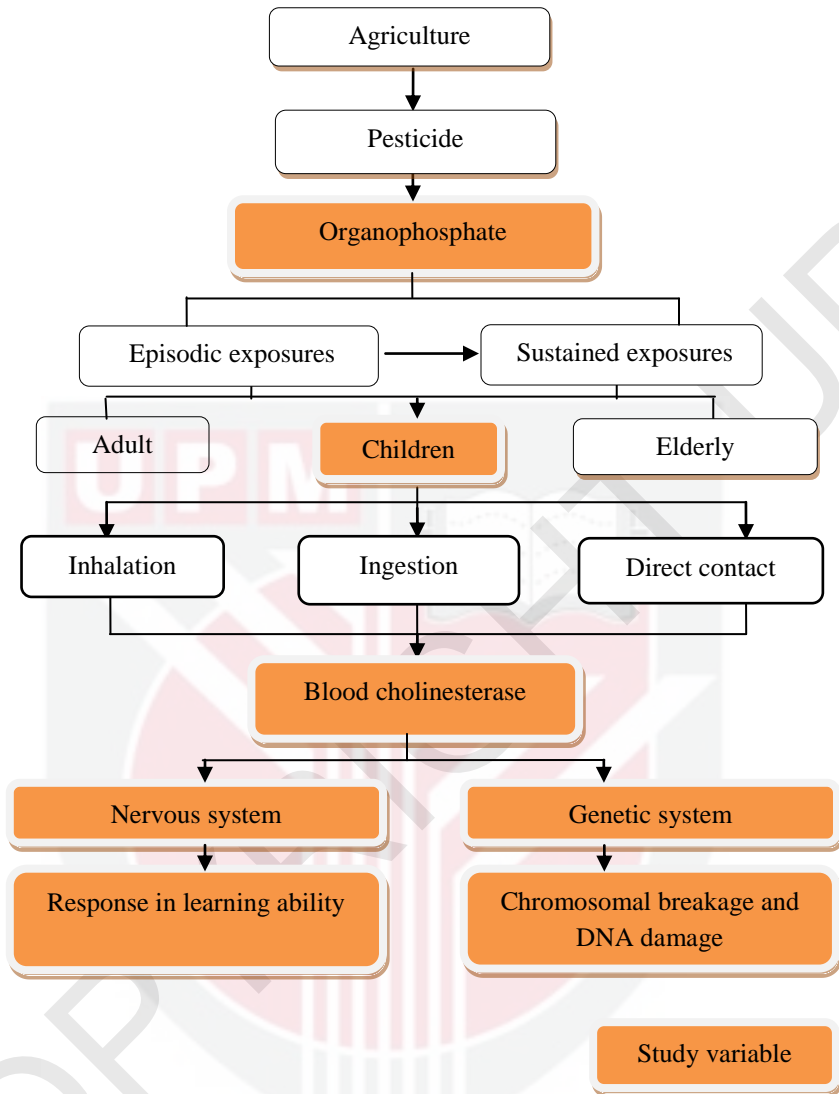 Agriculture
Pesticide
Organophosphate
Episodic exposures
Sustained exposures
Adult
Children
Elderly
UPM
Inhalation
Ingestion
Direct contact
Blood cholinesterase
Nervous system
Genetic system
Response in learning ability
Chromosomal breakage and
DNA damage
Study variable